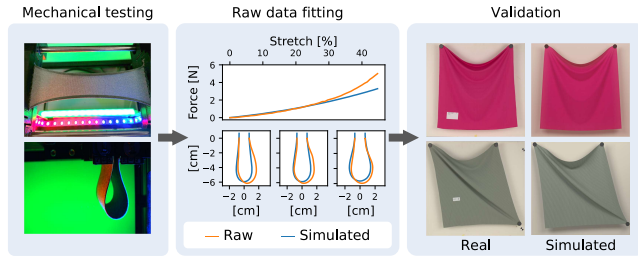 Mechanical testing
Raw data fitting
Validation
Stretch [%]
0 10 20 30 40
Force [N]
6
4
2
0
[cm]
0
−2
−4
−6
−2 0 2
−2 0 2
−2 0 2
[cm]
[cm]
[cm]
Raw
Simulated
Real
Simulated